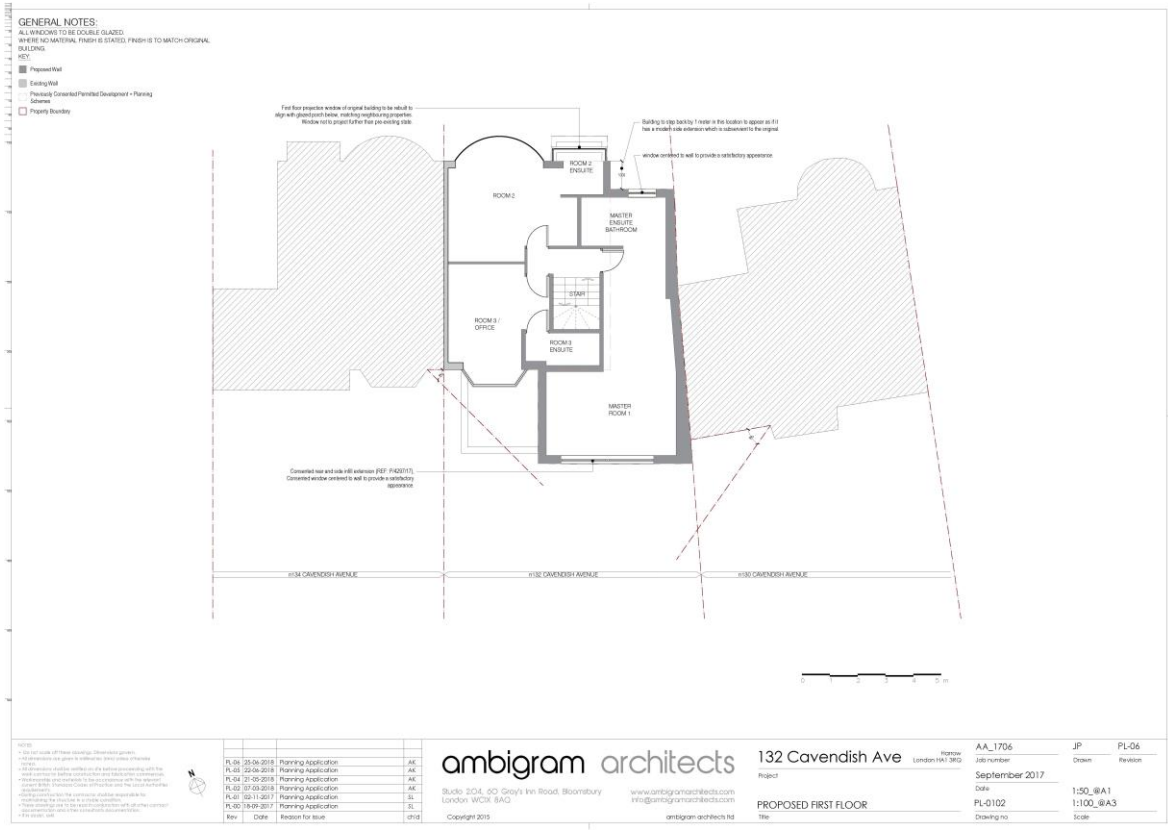 GENERAL NOTES:
ALL WINDOWS TO BE DOUBLE GLAZED.
WHERE NO MATERIAL FINISH IS STATED, FINISH IS TO MATCH ORIGINAL
BUILDING.
KEY:
Proposed Wall
Existing Wall
Previously Consented Permitted Development + Planning
Schemes
Property Boundary
First floor projection window of original building to be rebuilt to
align with glazed porch below, matching neighbouring properties.
Window not to project further than pre-existing state.
Building to step back by 1 meter in this location to appear as if it
has a modern side extension which is subservient to the original.
window centered to wall to provide a satisfactory appearance
ROOM 2
ENSUITE
ROOM 2
MASTER
ENSUITE
BATHROOM
STAIR
ROOM 3 /
OFFICE
ROOM 3
ENSUITE
MASTER
ROOM 1
Consented rear and side infill extension (REF: P/4297/17).
Consented window centered to wall to provide a satisfactory
appearance.
n134 CAVENDISH AVENUE
n132 CAVENDISH AVENUE
n130 CAVENDISH AVENUE
0 1 2 3 4 5 m
N
PL-06 25-06-2018 Planning Application AK
PL-05 22-06-2018 Planning Application AK
PL-04 21-05-2018 Planning Application AK
PL-02 07-03-2018 Planning Application AK
PL-01 02-11-2017 Planning Application SL
PL-00 18-09-2017 Planning Application SL
Rev Date Reason for issue chkd
ambigram architects
Studio 204, 60 Gray's Inn Road, Bloomsbury
London WC1X 8AQ
www.ambigramarchitects.com
info@ambigramarchitects.com
Copyright 2015
ambigram architects ltd
132 Cavendish Ave
Harrow
London HA1 3RQ
Project
PROPOSED FIRST FLOOR
Title
AA_1706 JP PL-06
Job number Drawn Revision
September 2017
Date
1:50_@A1
PL-0102 1:100_@A3
Drawing no Scale